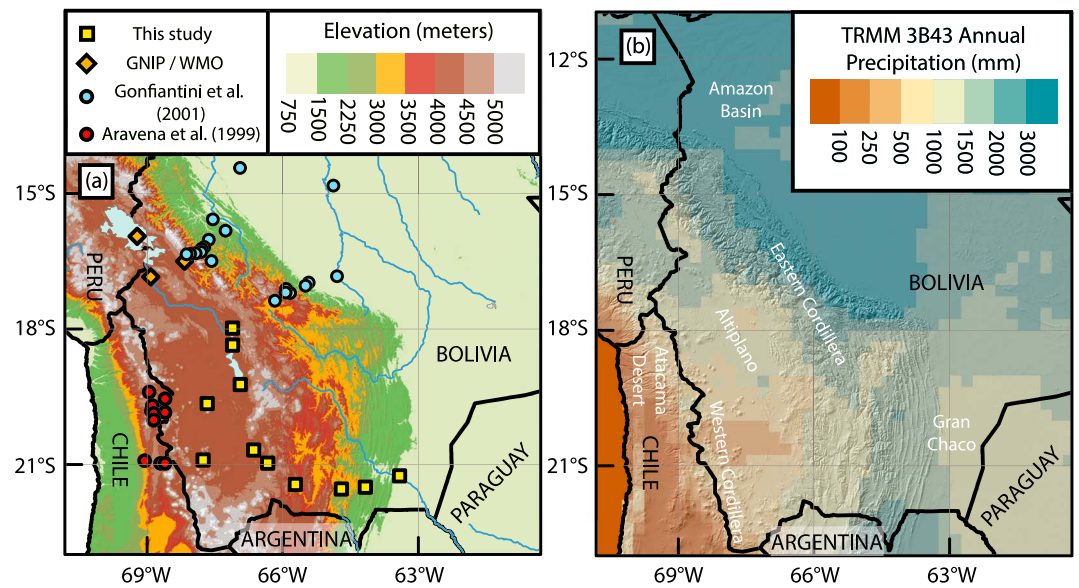 This study
GNIP / WMO
Gonfiantini et al.
(2001)
Aravena et al. (1999)
Elevation (meters)
750
1500
2250
3000
3500
4000
4500
5000
(a)
15°S
18°S
21°S
PERU
CHILE
BOLIVIA
PARAGUAY
ARGENTINA
69°W
66°W
63°W
(b)
TRMM 3B43 Annual
Precipitation (mm)
100
250
500
1000
1500
2000
3000
12°S
15°S
18°S
21°S
Amazon
Basin
PERU
Eastern Cordillera
BOLIVIA
Altiplano
Atacama
Desert
Western Cordillera
Gran
Chaco
CHILE
PARAGUAY
ARGENTINA
69°W
66°W
63°W